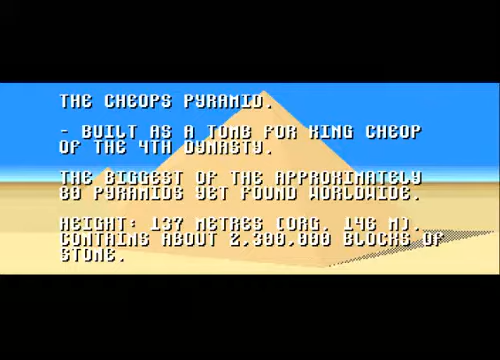 THE CHEOPS PYRAMID.
- BUILT AS A TOMB FOR KING CHEOP
OF THE 4TH DYNASTY.
THE BIGGEST OF THE APPROXIMATELY
80 PYRAMIDS YET FOUND WORLDWIDE.
HEIGHT: 137 METRES (ORG. 146 M).
CONTAINS ABOUT 2.300.000 BLOCKS OF
STONE.